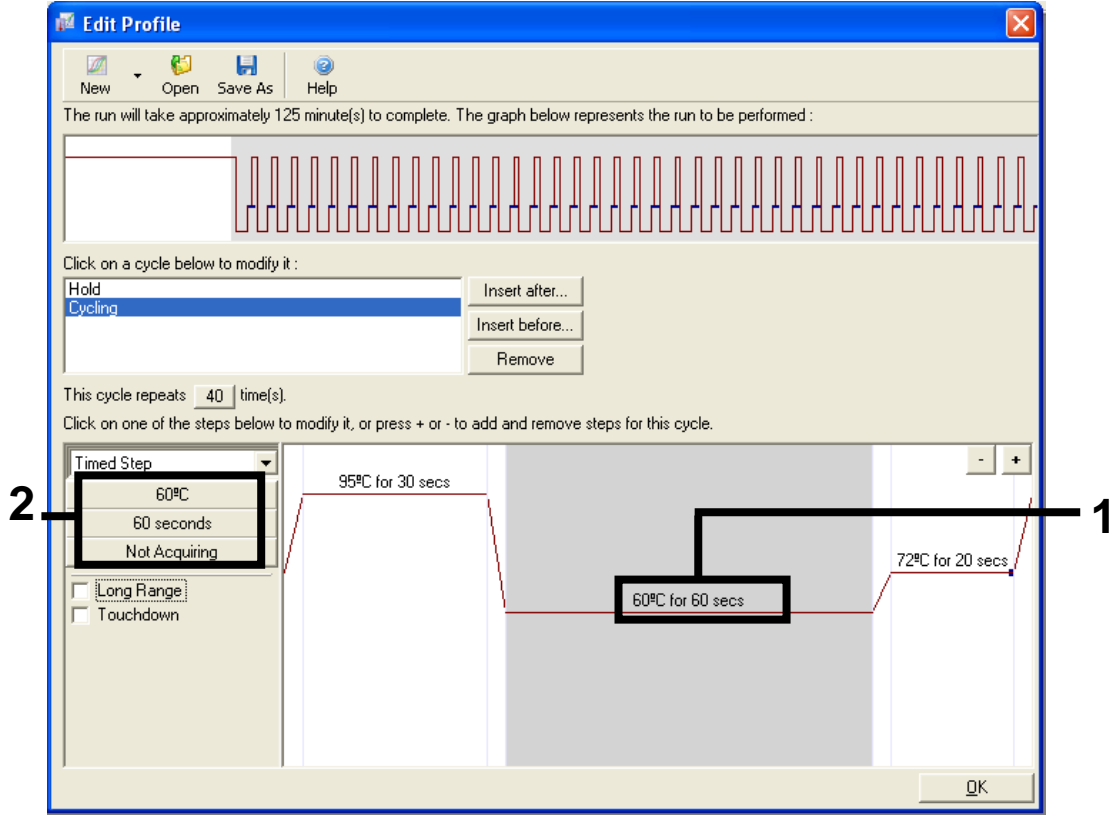 Edit Profile
New Open Save As Help
The run will take approximately 125 minute(s) to complete. The graph below represents the run to be performed :
Click on a cycle below to modify it :
Hold
Cycling
Insert after...
Insert before...
Remove
This cycle repeats 40 time(s).
Click on one of the steps below to modify it, or press + or - to add and remove steps for this cycle.
Timed Step
- +
60ºC
60 seconds
Not Acquiring
2
Long Range
Touchdown
95ºC for 30 secs
60ºC for 60 secs
72ºC for 20 secs
1
OK